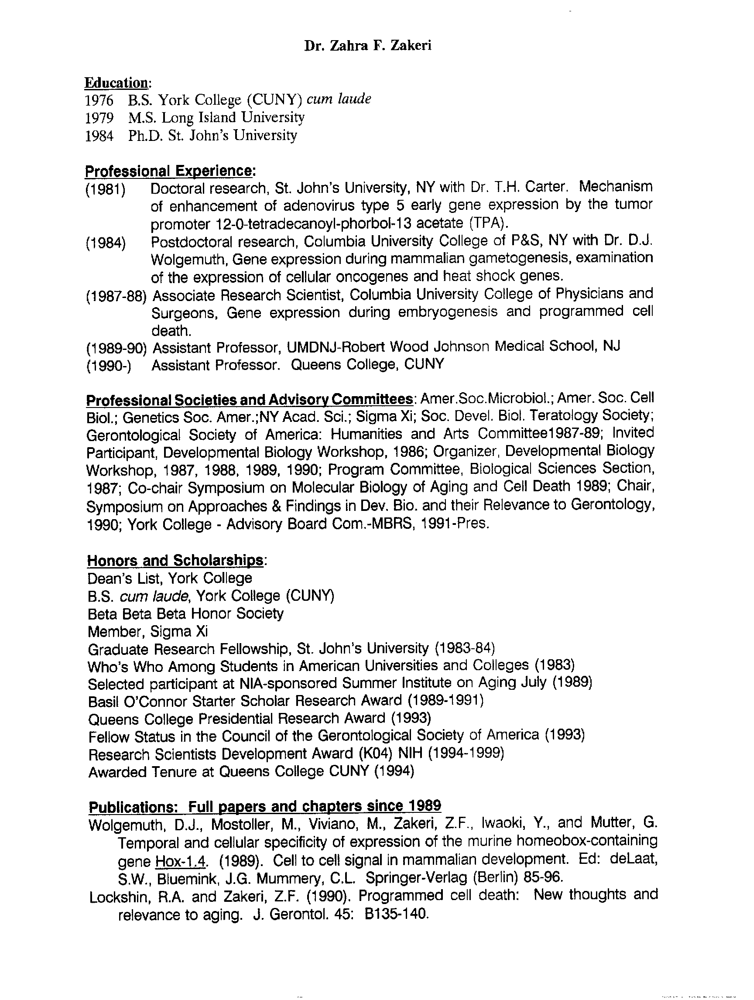 Dr. Zahra F. Zakeri
Education:
1976 B.S. York College (CUNY) cum laude
1979 M.S. Long Island University
1984 Ph.D. St. John's University
Professional Experience:
(1981) Doctoral research, St. John's University, NY with Dr. T.H. Carter. Mechanism
of enhancement of adenovirus type 5 early gene expression by the tumor
promoter 12-0-tetradecanoyl-phorbol-13 acetate (TPA).
(1984) Postdoctoral research, Columbia University College of P&S, NY with Dr. D.J.
Wolgemuth, Gene expression during mammalian gametogenesis, examination
of the expression of cellular oncogenes and heat shock genes.
(1987-88) Associate Research Scientist, Columbia University College of Physicians and
Surgeons, Gene expression during embryogenesis and programmed cell
death.
(1989-90) Assistant Professor, UMDNJ-Robert Wood Johnson Medical School, NJ
(1990-) Assistant Professor. Queens College, CUNY
Professional Societies and Advisory Committees: Amer.Soc.Microbiol.; Amer. Soc. Cell
Biol.; Genetics Soc. Amer.;NY Acad. Sci.; Sigma Xi; Soc. Devel. Biol. Teratology Society;
Gerontological Society of America: Humanities and Arts Committee1987-89; Invited
Participant, Developmental Biology Workshop, 1986; Organizer, Developmental Biology
Workshop, 1987, 1988, 1989, 1990; Program Committee, Biological Sciences Section,
1987; Co-chair Symposium on Molecular Biology of Aging and Cell Death 1989; Chair,
Symposium on Approaches & Findings in Dev. Bio. and their Relevance to Gerontology,
1990; York College - Advisory Board Com.-MBRS, 1991-Pres.
Honors and Scholarships:
Dean's List, York College
B.S. cum laude, York College (CUNY)
Beta Beta Beta Honor Society
Member, Sigma Xi
Graduate Research Fellowship, St. John's University (1983-84)
Who's Who Among Students in American Universities and Colleges (1983)
Selected participant at NIA-sponsored Summer Institute on Aging July (1989)
Basil O'Connor Starter Scholar Research Award (1989-1991)
Queens College Presidential Research Award (1993)
Fellow Status in the Council of the Gerontological Society of America (1993)
Research Scientists Development Award (K04) NIH (1994-1999)
Awarded Tenure at Queens College CUNY (1994)
Publications: Full papers and chapters since 1989
Wolgemuth, D.J., Mostoller, M., Viviano, M., Zakeri, Z.F., Iwaoki, Y., and Mutter, G.
Temporal and cellular specificity of expression of the murine homeobox-containing
gene Hox-1.4. (1989). Cell to cell signal in mammalian development. Ed: deLaat,
S.W., Bluemink, J.G. Mummery, C.L. Springer-Verlag (Berlin) 85-96.
Lockshin, R.A. and Zakeri, Z.F. (1990). Programmed cell death: New thoughts and
relevance to aging. J. Gerontol. 45: B135-140.